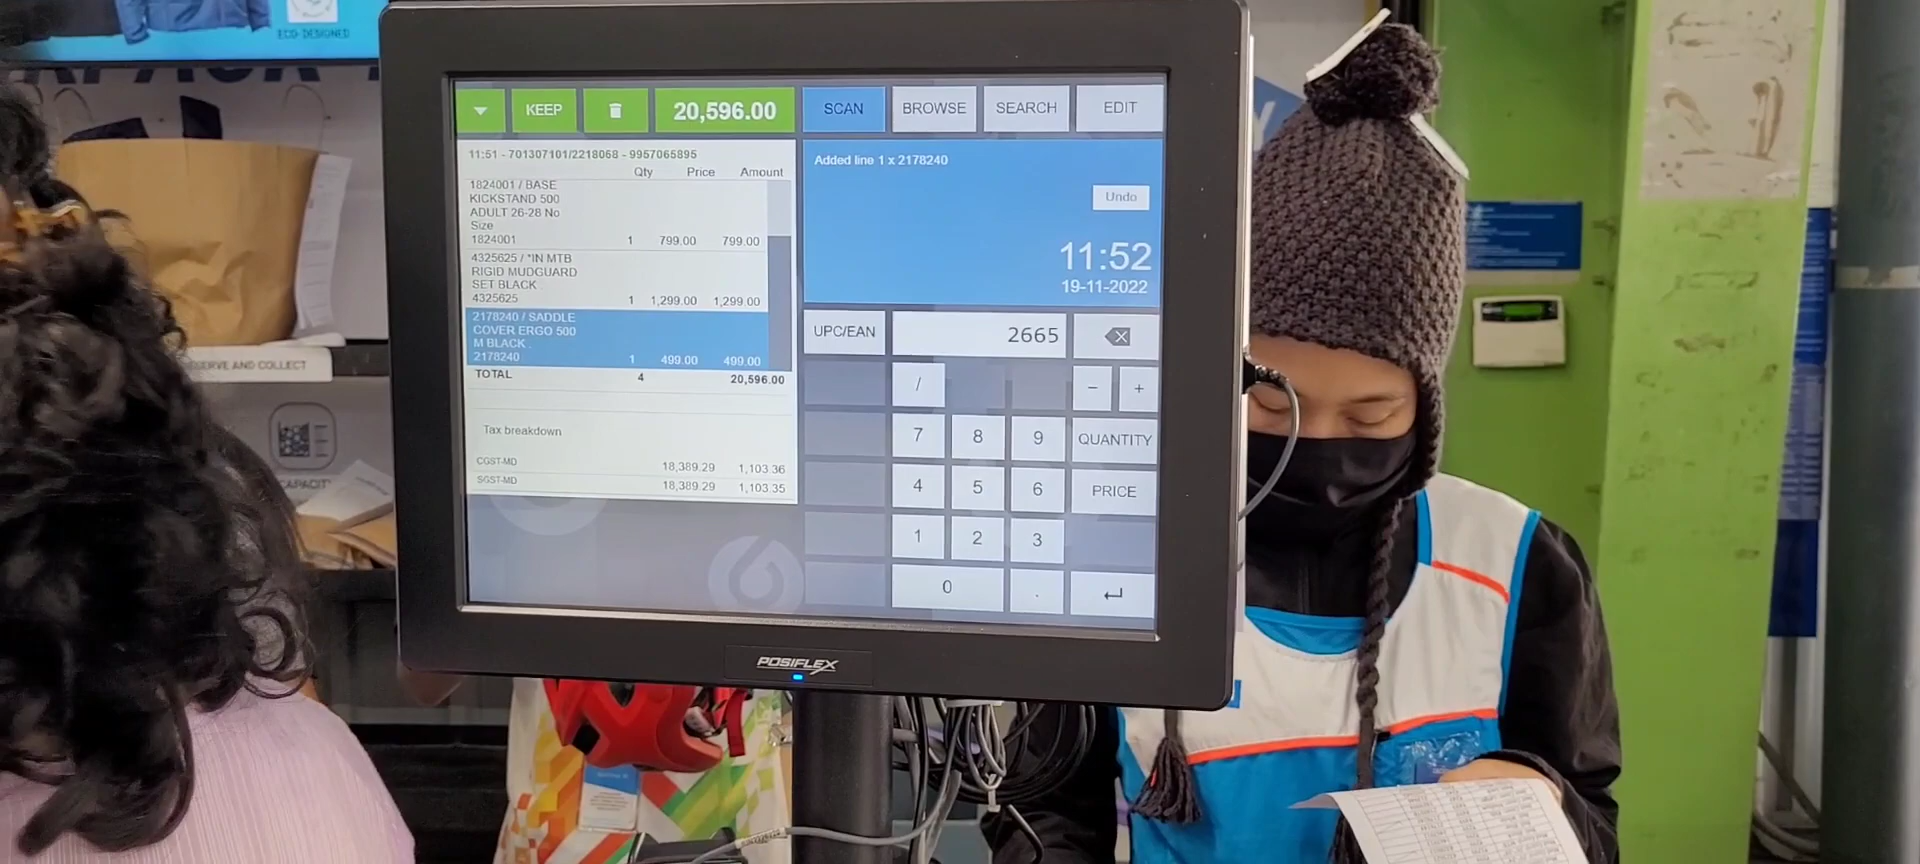 ECO-DESIGNED
KEEP
20,596.00
SCAN
BROWSE
SEARCH
EDIT
11:51 - 701307101/2218068 - 9957065895
Qty Price Amount
1824001 / BASE
KICKSTAND 500
ADULT 26-28 No
Size
1824001 1 799.00 799.00
4325625 / *IN MTB
RIGID MUDGUARD
SET BLACK
4325625 1 1,299.00 1,299.00
2178240 / SADDLE
COVER ERGO 500
M BLACK .
2178240 1 499.00 499.00
TOTAL 4 20,596.00
Tax breakdown
CGST-MD 18,389.29 1,103.36
SGST-MD 18,389.29 1,103.35
Added line 1 x 2178240
Undo
11:52
19-11-2022
UPC/EAN 2665
/ - +
7 8 9 QUANTITY
4 5 6 PRICE
1 2 3
0 .
POSIFLEX
SERVE AND COLLECT